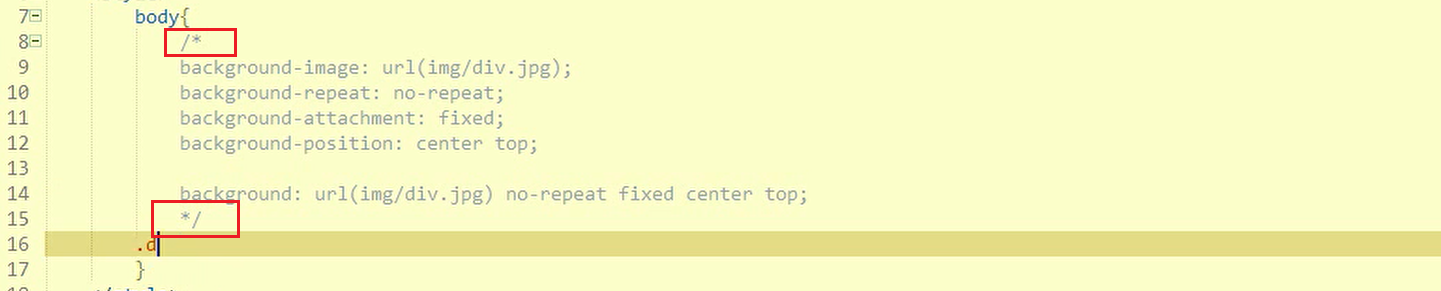 7 body{
8 /*
9 background-image: url(img/div.jpg);
10 background-repeat: no-repeat;
11 background-attachment: fixed;
12 background-position: center top;
13
14 background: url(img/div.jpg) no-repeat fixed center top;
15 */
16 .d
17 }